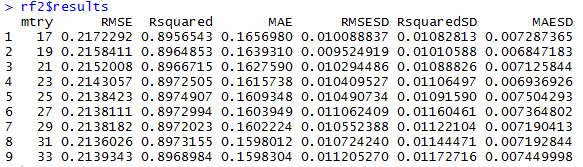 > rf2$results
mtry RMSE Rsquared MAE RMSESD RsquaredSD MAESD
1 17 0.2172292 0.8956543 0.1656980 0.010088837 0.01082813 0.007287365
2 19 0.2158411 0.8964853 0.1639310 0.009524919 0.01010588 0.006847183
3 21 0.2152008 0.8966715 0.1627590 0.010294486 0.01088826 0.007125844
4 23 0.2143057 0.8972505 0.1615738 0.010409527 0.01106497 0.006936926
5 25 0.2138423 0.8974907 0.1609348 0.010490734 0.01091590 0.007504293
6 27 0.2138111 0.8972994 0.1603949 0.011062409 0.01160461 0.007364802
7 29 0.2138182 0.8972023 0.1602224 0.010552388 0.01122104 0.007190413
8 31 0.2136026 0.8973155 0.1598012 0.010754240 0.01144471 0.007192844
9 33 0.2139343 0.8968984 0.1598304 0.011205270 0.01172716 0.007449996